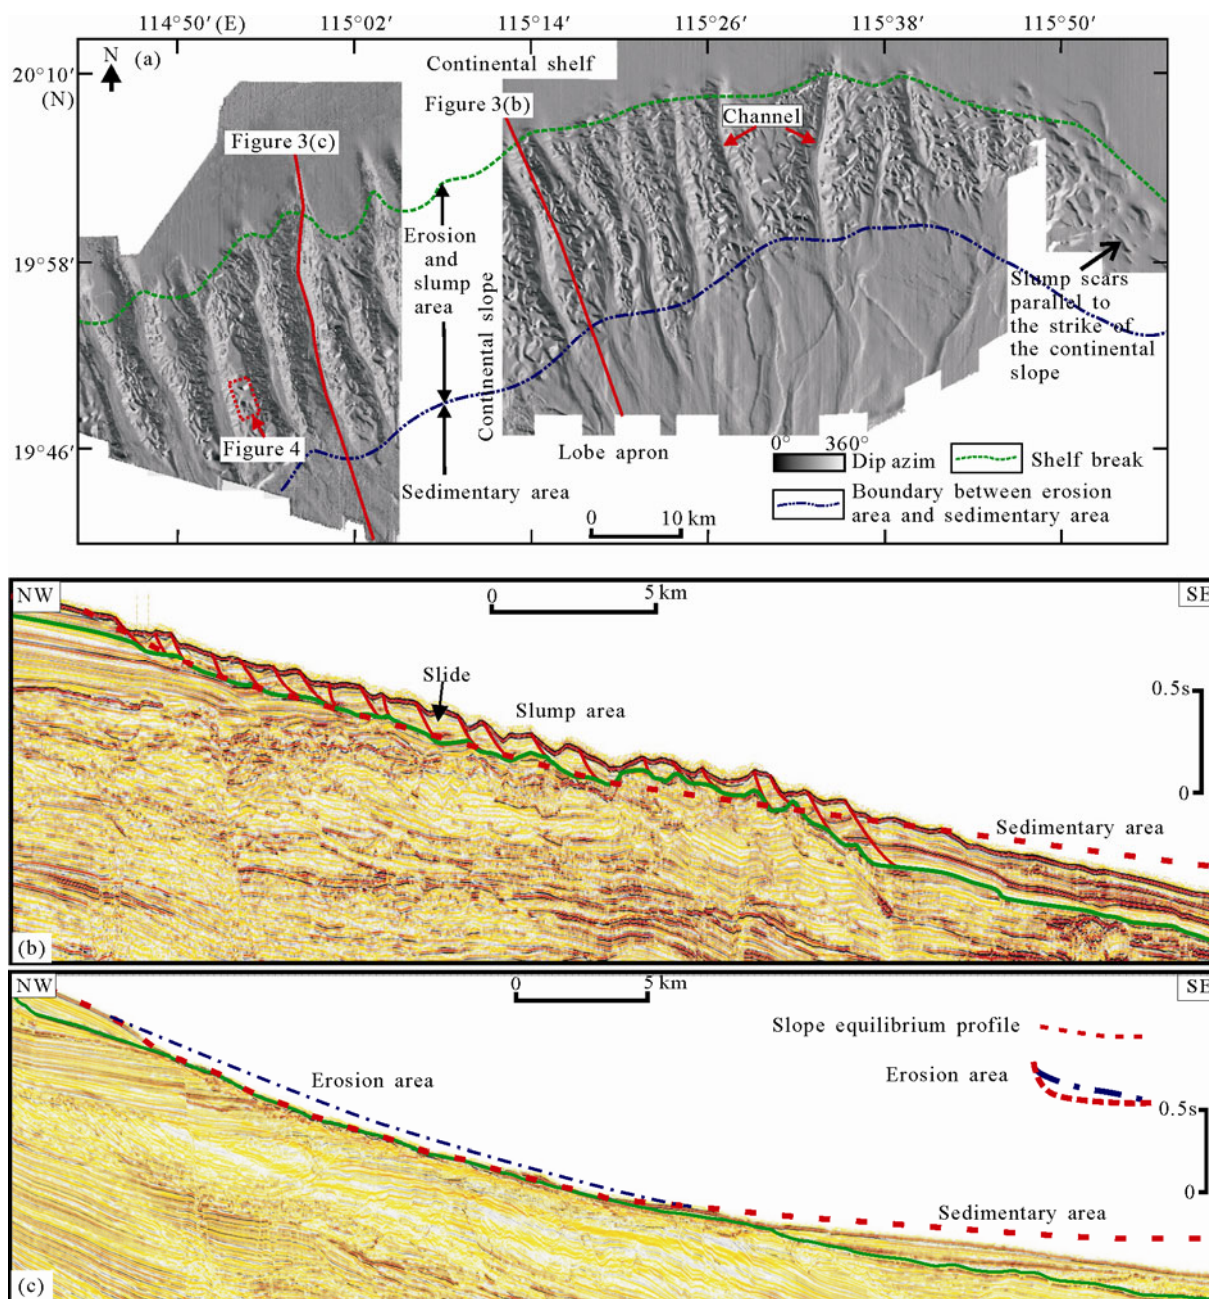 114°50′ (E) 115°02′ 115°14′ 115°26′ 115°38′ 115°50′
N
(a)
20°10′
(N)
19°58′
19°46′
Continental shelf
Figure 3(b)
Channel
Figure 3(c)
Erosion
and
slump
area
Continental slope
Slump scars
parallel to
the strike of
the continental
slope
Figure 4
Sedimentary area
Lobe apron
0° 360°
Dip azim
Shelf break
Boundary between erosion
area and sedimentary area
0 10 km
NW
0 5 km
SE
Slide
Slump area
0.5s
0
Sedimentary area
(b)
NW
0 5 km
SE
Slope equilibrium profile
Erosion area
Erosion area
0.5s
0
Sedimentary area
(c)